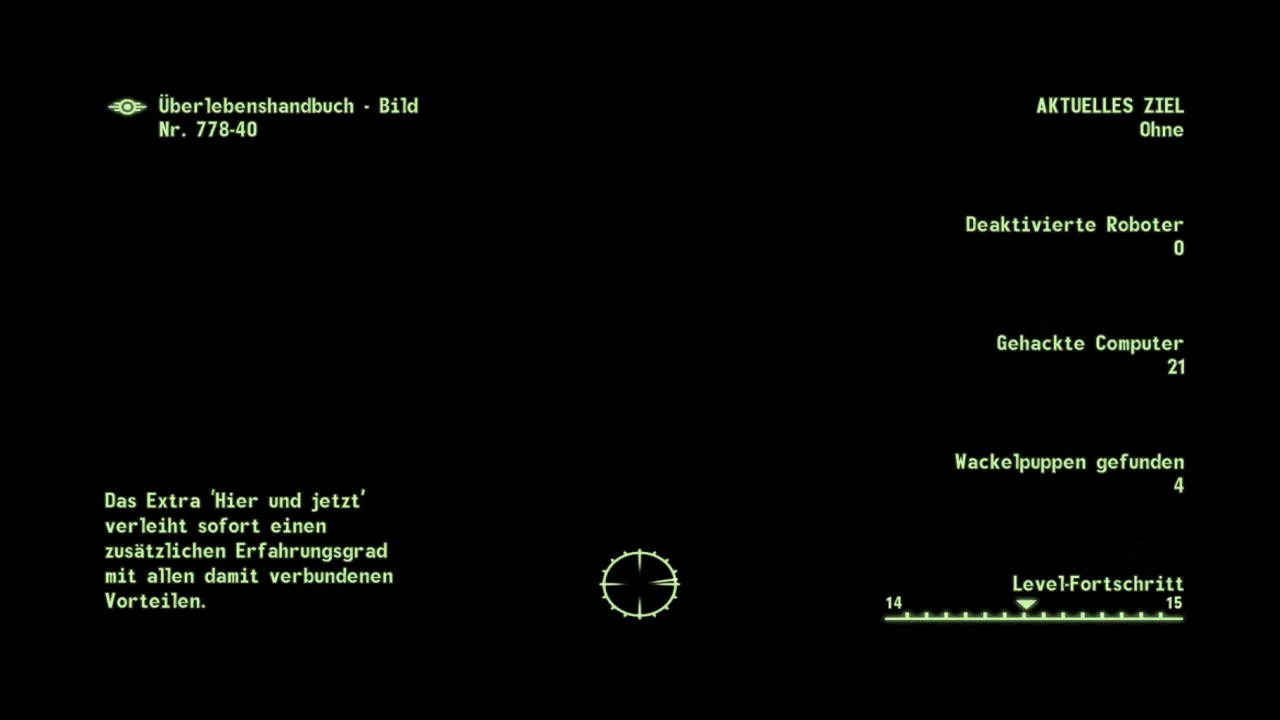 Überlebenshandbuch - Bild
Nr. 778-40
AKTUELLES ZIEL
Ohne
Deaktivierte Roboter
0
Gehackte Computer
21
Wackelpuppen gefunden
4
Das Extra 'Hier und jetzt'
verleiht sofort einen
zusätzlichen Erfahrungsgrad
mit allen damit verbundenen
Vorteilen.
Level-Fortschritt
14 15